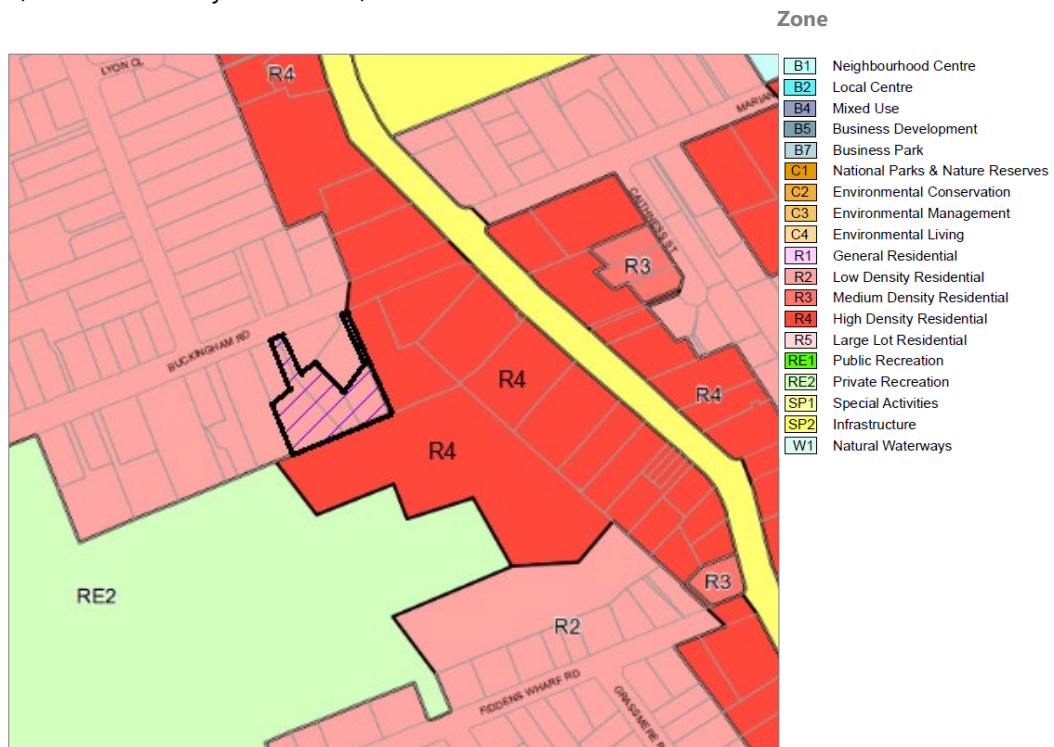 Zone
B1 Neighbourhood Centre
B2 Local Centre
B4 Mixed Use
B5 Business Development
B7 Business Park
C1 National Parks & Nature Reserves
C2 Environmental Conservation
C3 Environmental Management
C4 Environmental Living
R1 General Residential
R2 Low Density Residential
R3 Medium Density Residential
R4 High Density Residential
R5 Large Lot Residential
RE1 Public Recreation
RE2 Private Recreation
SP1 Special Activities
SP2 Infrastructure
W1 Natural Waterways
LYON CL
R4
MARIAN
CAITHNESS ST
R3
BUCKINGHAM RD
R4
R4
R4
R3
RE2
R2
FIDDENS WHARF RD
GRASSMERE